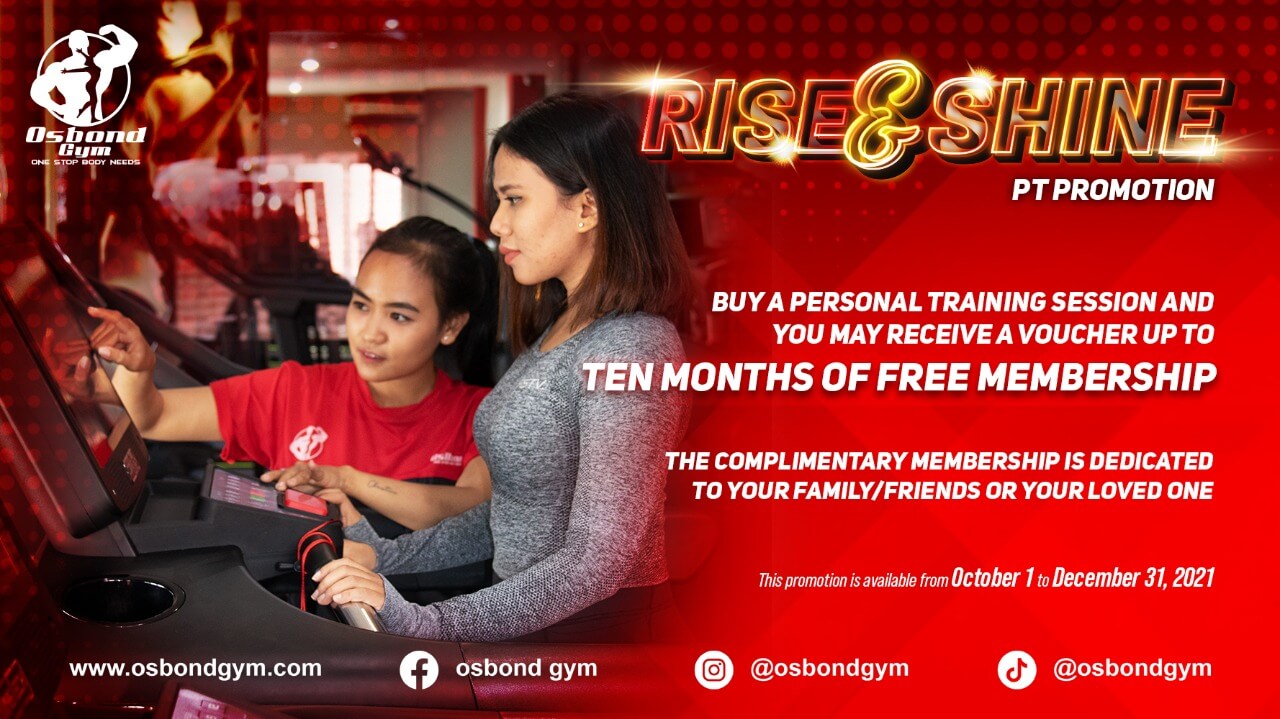 Osbond
Gym
ONE STOP BODY NEEDS
RISE & SHINE
PT PROMOTION
BUY A PERSONAL TRAINING SESSION AND
YOU MAY RECEIVE A VOUCHER UP TO
TEN MONTHS OF FREE MEMBERSHIP
THE COMPLIMENTARY MEMBERSHIP IS DEDICATED
TO YOUR FAMILY/FRIENDS OR YOUR LOVED ONE
This promotion is available from October 1 to December 31, 2021
www.osbondgym.com
osbond gym
@osbondgym
@osbondgym